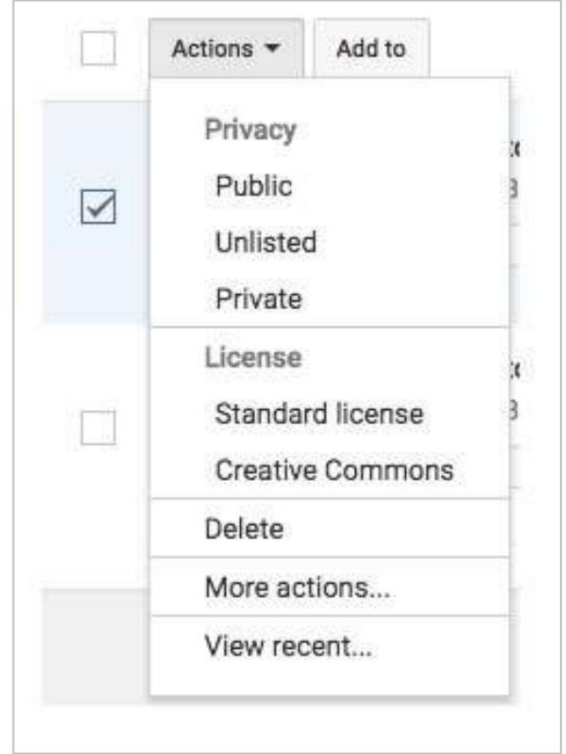 Actions Add to
Privacy
Public
Unlisted
Private
License
Standard license
Creative Commons
Delete
More actions...
View recent...